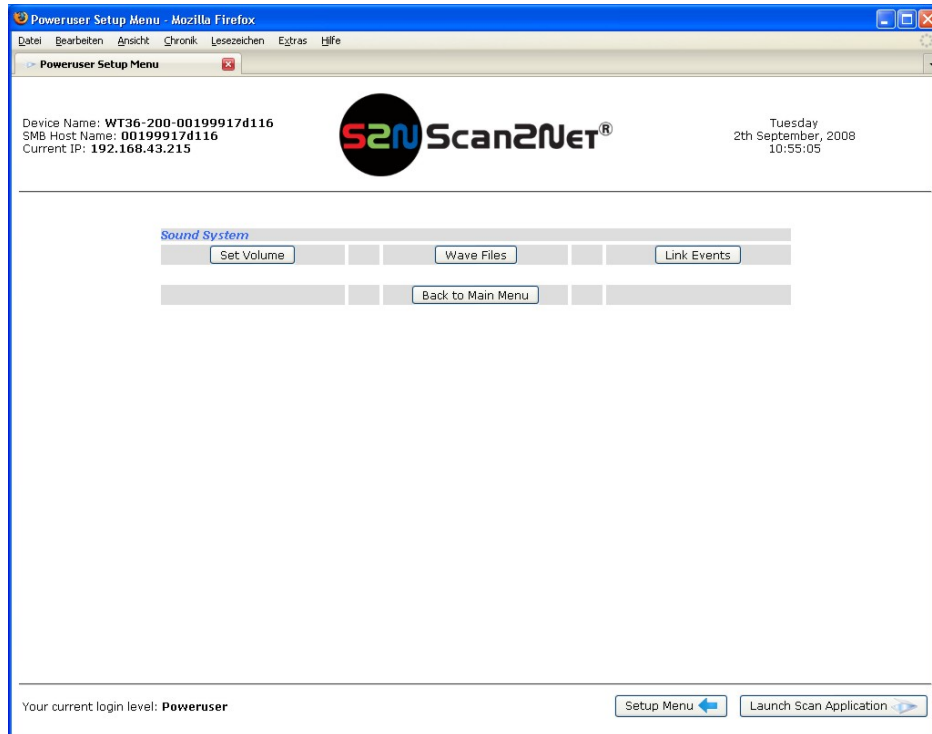 Poweruser Setup Menu - Mozilla Firefox
Datei Bearbeiten Ansicht Chronik Lesezeichen Extras Hilfe
Poweruser Setup Menu
Device Name: WT36-200-00199917d116
SMB Host Name: 00199917d116
Current IP: 192.168.43.215
S2N Scan2Net®
Tuesday
2th September, 2008
10:55:05
Sound System
Set Volume Wave Files Link Events
Back to Main Menu
Your current login level: Poweruser
Setup Menu Launch Scan Application